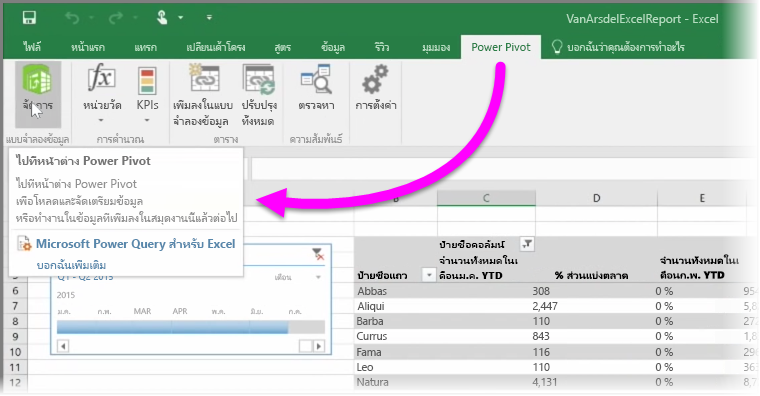 VanArsdelExcelReport - Excel
ไฟล์ หน้าแรก แทรก เปลี่ยนเค้าโครง สูตร ข้อมูล รีวิว มุมมอง Power Pivot บอกฉันว่าคุณต้องการทำอะไร
จัดการ หน่วยวัด KPIs เพิ่มลงในแบบ ปรับปรุง ตรวจหา การตั้งค่า
จำลองข้อมูล ทั้งหมด
แบบจำลองข้อมูล การคำนวณ ตาราง ความสัมพันธ์
ไปที่หน้าต่าง Power Pivot
ไปที่หน้าต่าง Power Pivot
เพื่อโหลดและจัดเตรียมข้อมูล
หรือทำงานในข้อมูลที่เพิ่มลงในสมุดงานนี้แล้วต่อไป
Microsoft Power Query สำหรับ Excel
บอกฉันเพิ่มเติม
B C D E
ป้ายชื่อคอลัมน์
จำนวนทั้งหมดใน จำนวนทั้งหมดใน
ป้ายชื่อแถว เดือนม.ค. YTD % ส่วนแบ่งตลาด เดือนก.พ. YTD
Q1 - Q2 2015 เดือน
2015
ม.ค. ก.พ. MAR APR พ.ค. มิ.ย. ก.ค.
6 Abbas 308 0 %
7 Aliqui 2,447 0 %
8 Barba 110 0 %
9 Currus 843 0 %
10 Fama 116 0 %
11 Leo 110 0 %
12 Natura 4,131 0 %